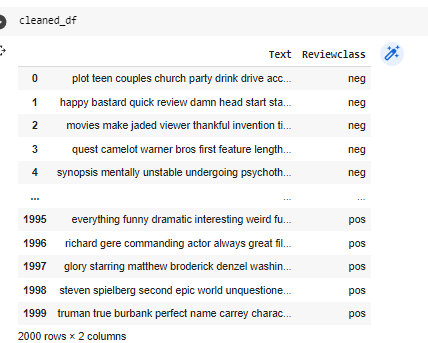 cleaned_df
Text Reviewclass
0 plot teen couples church party drink drive acc... neg
1 happy bastard quick review damn head start sta... neg
2 movies make jaded viewer thankful invention ti... neg
3 quest camelot warner bros first feature length... neg
4 synopsis mentally unstable undergoing psychoth... neg
... ... ...
1995 everything funny dramatic interesting weird fu... pos
1996 richard gere commanding actor always great fil... pos
1997 glory starring matthew broderick denzel washin... pos
1998 steven spielberg second epic world unquestione... pos
1999 truman true burbank perfect name carrey charac... pos
2000 rows × 2 columns